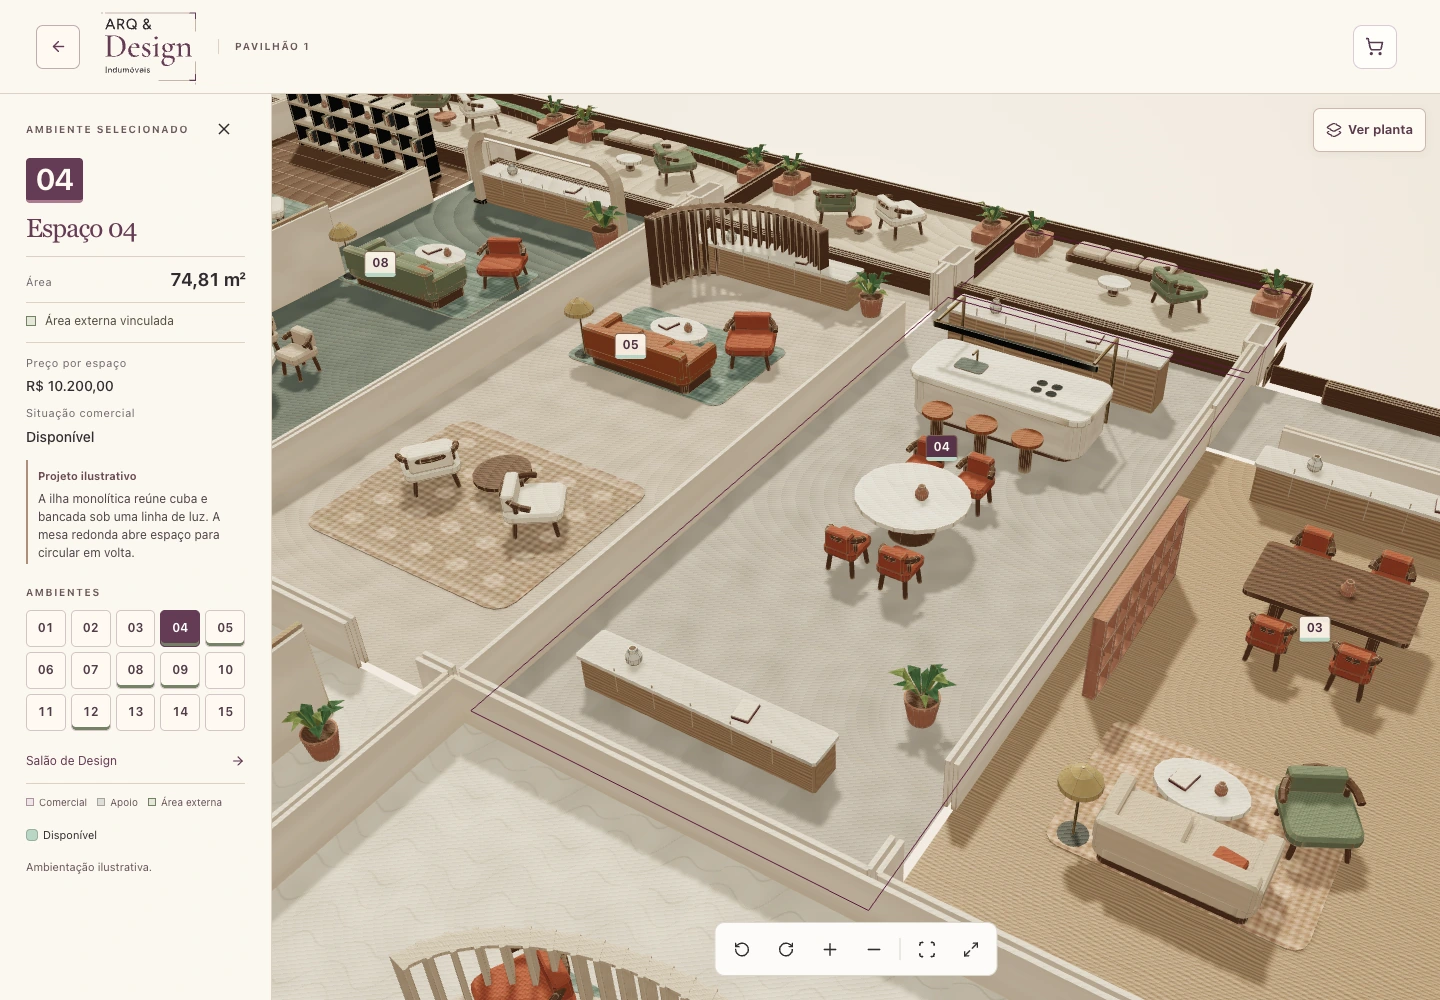 ARQ &
Design
Indumóveis
PAVILHÃO 1
AMBIENTE SELECIONADO
04
Espaço 04
Área 74,81 m²
Área externa vinculada
Preço por espaço
R$ 10.200,00
Situação comercial
Disponível
Projeto ilustrativo
A ilha monolítica reúne cuba e
bancada sob uma linha de luz. A
mesa redonda abre espaço para
circular em volta.
AMBIENTES
01 02 03 04 05
06 07 08 09 10
11 12 13 14 15
Salão de Design
Comercial Apoio Área externa
Disponível
Ambientação ilustrativa.
Ver planta
08
05
04
03